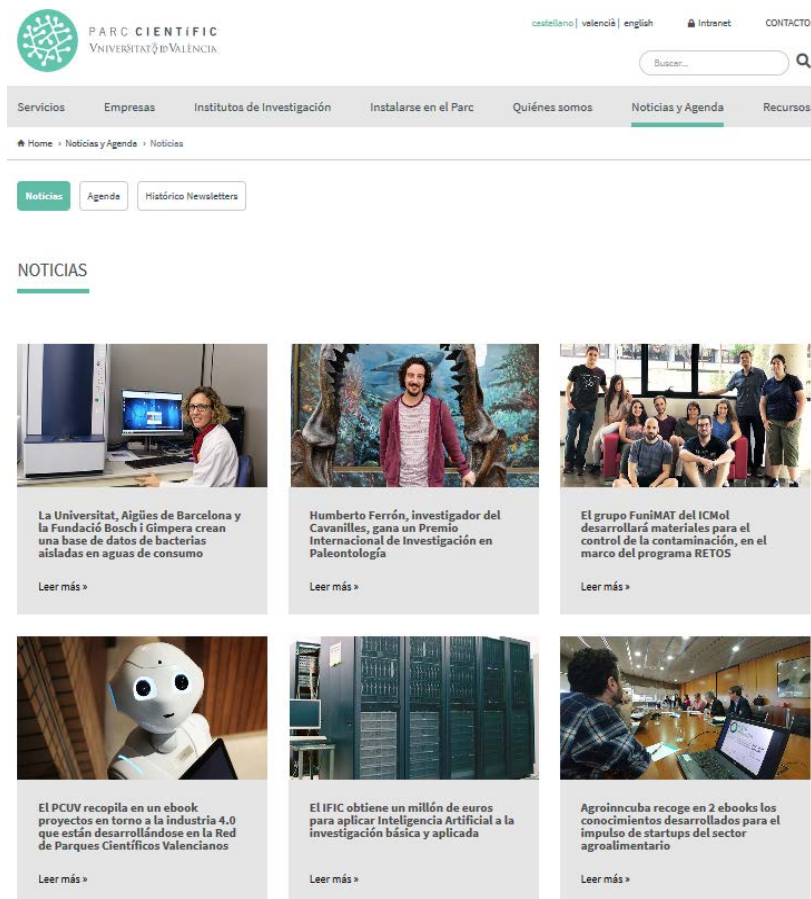 PARC CIENTÍFIC
VNIVERSITATÖDVALÈNCIA
castellano | valencià | english
Intranet
CONTACTO
Buscar...
Servicios
Empresas
Institutos de Investigación
Instalarse en el Parc
Quiénes somos
Noticias y Agenda
Recursos
Home › Noticias y Agenda › Noticias
Noticias
Agenda
Histórico Newsletters
NOTICIAS
La Universitat, Aigües de Barcelona y
la Fundació Bosch i Gimpera crean
una base de datos de bacterias
aisladas en aguas de consumo
Leer más »
Humberto Ferrón, investigador del
Cavanilles, gana un Premio
Internacional de Investigación en
Paleontología
Leer más »
El grupo FuniMAT del ICMol
desarrollará materiales para el
control de la contaminación, en el
marco del programa RETOS
Leer más »
El PCUV recopila en un ebook
proyectos en torno a la industria 4.0
que están desarrollándose en la Red
de Parques Científicos Valencianos
Leer más »
El IFIC obtiene un millón de euros
para aplicar Inteligencia Artificial a la
investigación básica y aplicada
Leer más »
Agroinncuba recoge en 2 ebooks los
conocimientos desarrollados para el
impulso de startups del sector
agroalimentario
Leer más »